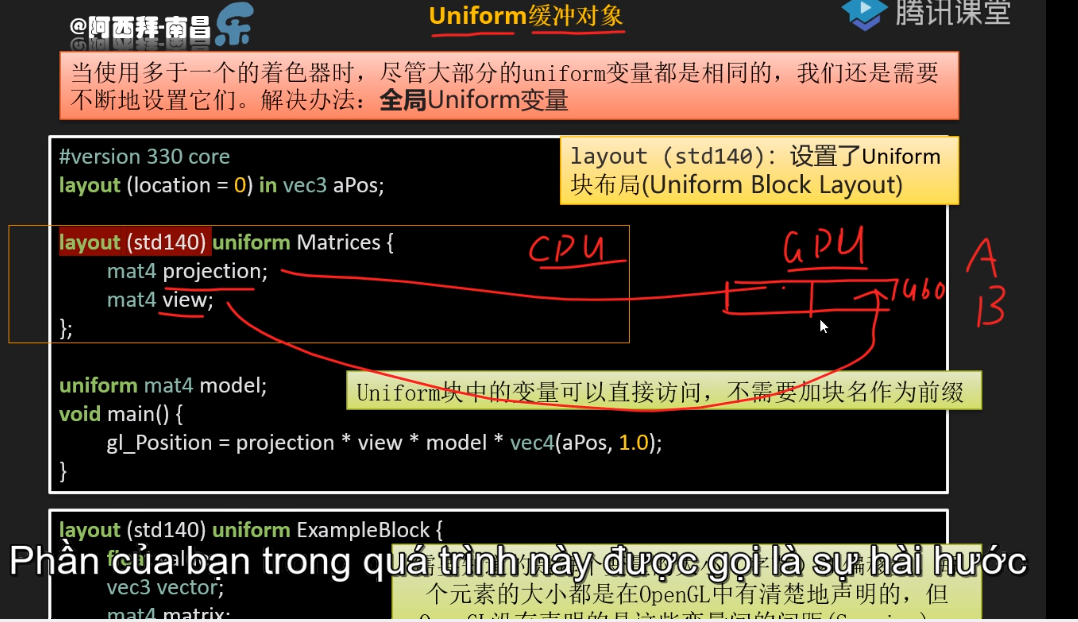 @阿西拜-南昌
Uniform缓冲对象
腾讯课堂
当使用多于一个的着色器时，尽管大部分的uniform变量都是相同的，我们还是需要
不断地设置它们。解决办法：全局Uniform变量
#version 330 core
layout (location = 0) in vec3 aPos;
layout (std140): 设置了Uniform
块布局(Uniform Block Layout)
layout (std140) uniform Matrices {
mat4 projection;
mat4 view;
};
CPU
GPU
A
B
uniform mat4 model;
Uniform块中的变量可以直接访问，不需要加块名作为前缀
void main() {
gl_Position = projection * view * model * vec4(aPos, 1.0);
}
layout (std140) uniform ExampleBlock {
Phần của bạn trong quá trình này được gọi là sự hài hước
vec3 vector;
mat4 matrix;
个元素的大小都是在OpenGL中有清楚地声明的，但